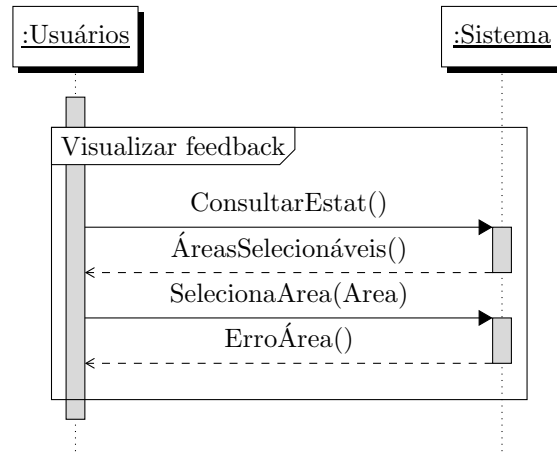 :Usuários
:Sistema
Visualizar feedback
ConsultarEstat()
ÁreasSelecionáveis()
SelecionaArea(Area)
ErroÁrea()